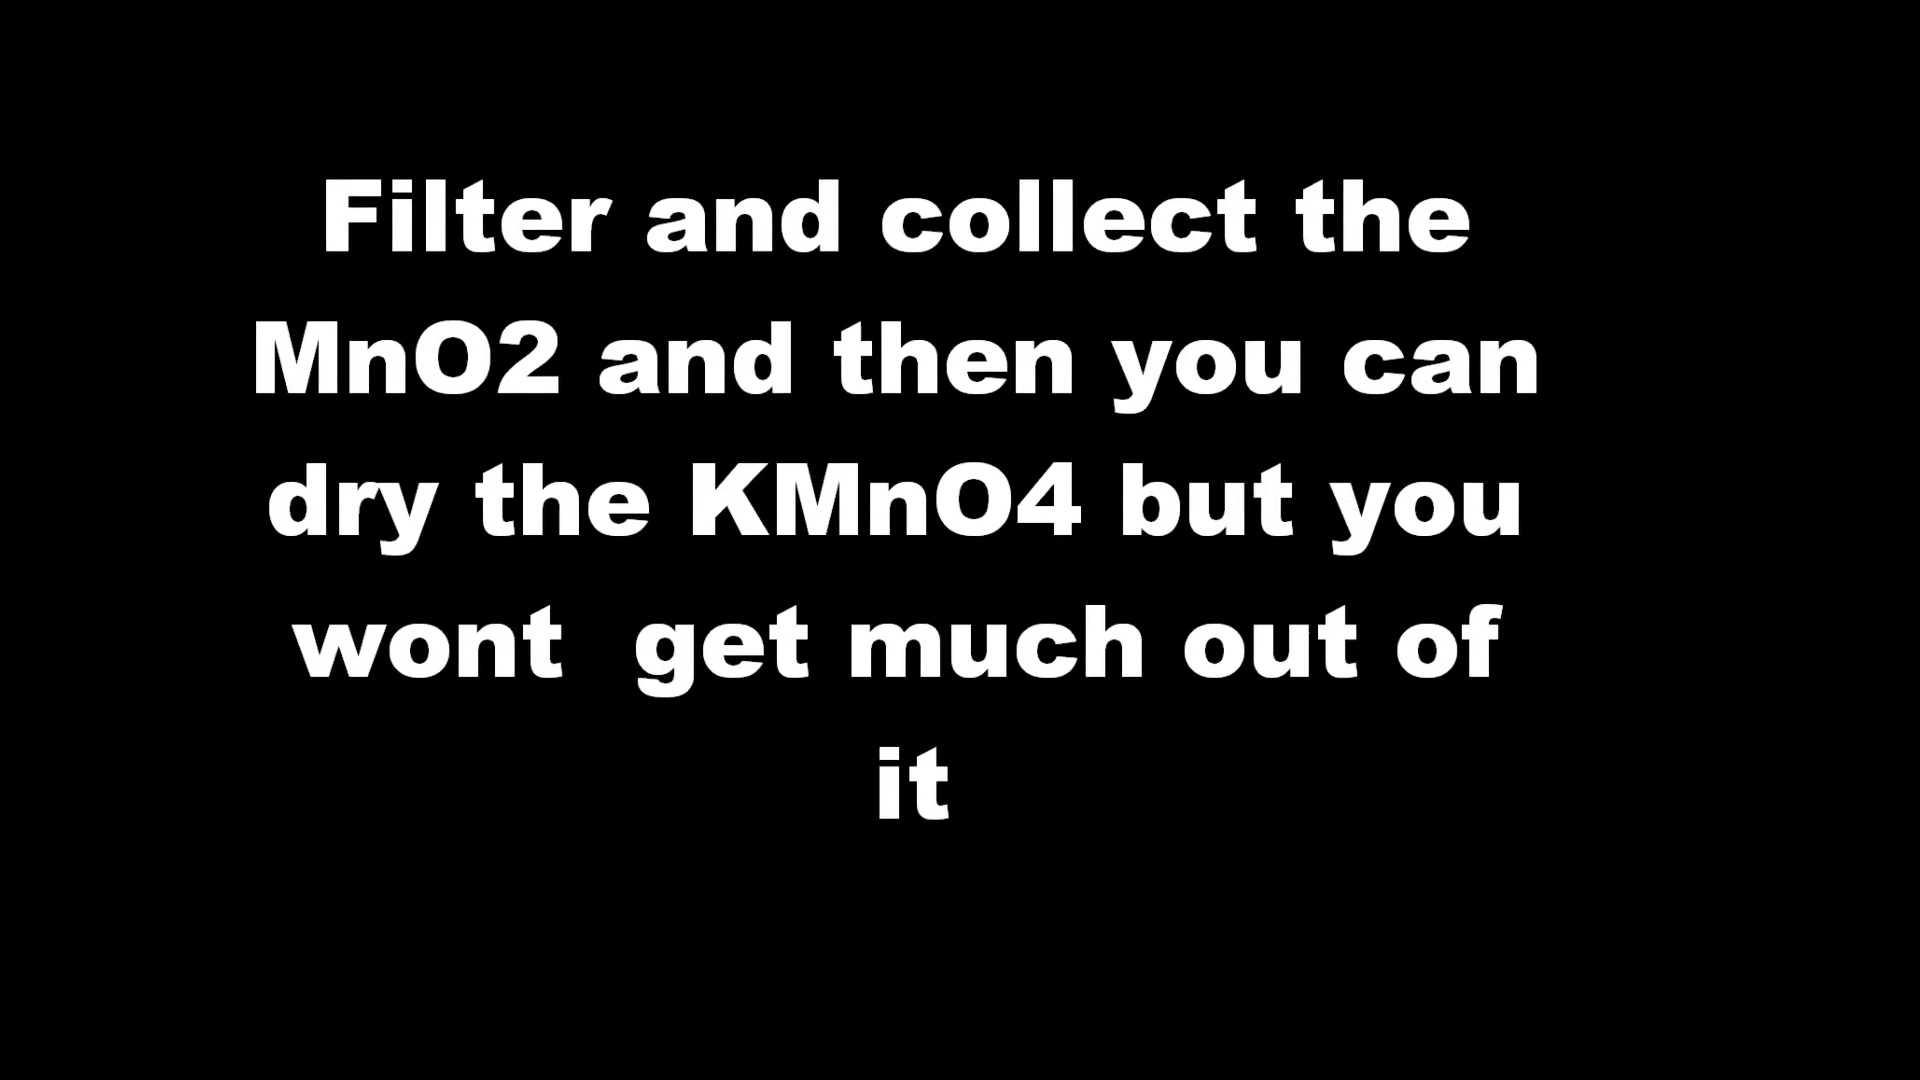 Filter and collect the
MnO2 and then you can
dry the KMnO4 but you
wont  get much out of
it